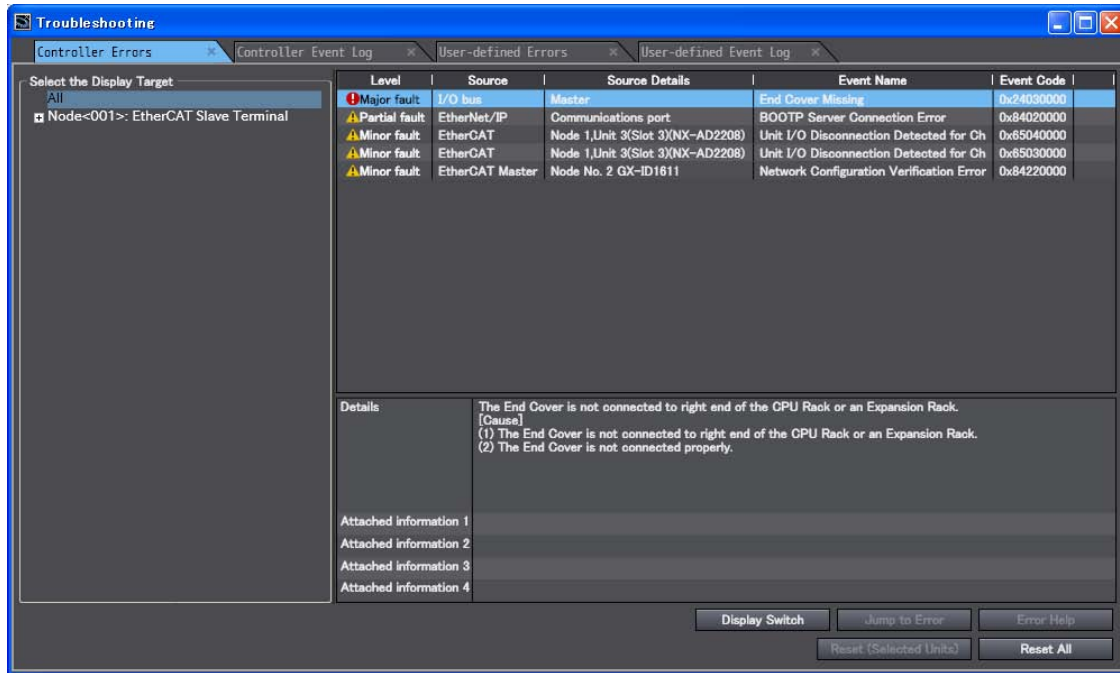 Troubleshooting
Controller Errors
Controller Event Log
User-defined Errors
User-defined Event Log
Select the Display Target
All
Node<001>: EtherCAT Slave Terminal
Level Source Source Details Event Name Event Code
Major fault I/O bus Master End Cover Missing 0x24030000
Partial fault EtherNet/IP Communications port BOOTP Server Connection Error 0x84020000
Minor fault EtherCAT Node 1,Unit 3(Slot 3)(NX-AD2208) Unit I/O Disconnection Detected for Ch 0x65040000
Minor fault EtherCAT Node 1,Unit 3(Slot 3)(NX-AD2208) Unit I/O Disconnection Detected for Ch 0x65030000
Minor fault EtherCAT Master Node No. 2 GX-ID1611 Network Configuration Verification Error 0x84220000
Details The End Cover is not connected to right end of the CPU Rack or an Expansion Rack.
[Cause]
(1) The End Cover is not connected to right end of the CPU Rack or an Expansion Rack.
(2) The End Cover is not connected properly.
Attached information 1
Attached information 2
Attached information 3
Attached information 4
Display Switch Jump to Error Error Help
Reset (Selected Units) Reset All